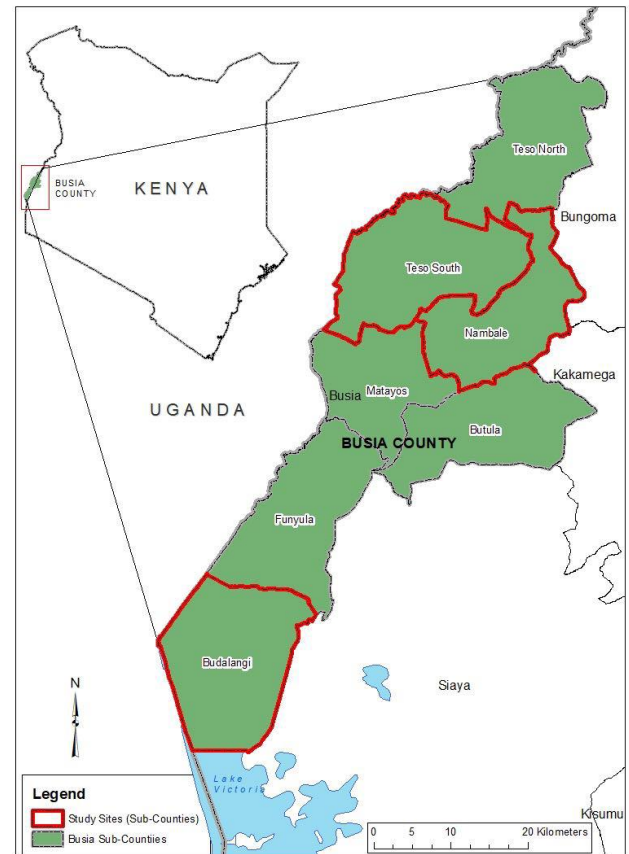 Teso North
BUSIA
COUNTY
KENYA
Bungoma
Teso South
Nambale
Kakamega
UGANDA
Busia
Matayos
Butula
BUSIA COUNTY
Funyula
Budalangi
N
Siaya
Lake
Victoria
Legend
Study Sites (Sub-Counties)
Busia Sub-Counties
Kisumu
0 5 10 20 Kilometers